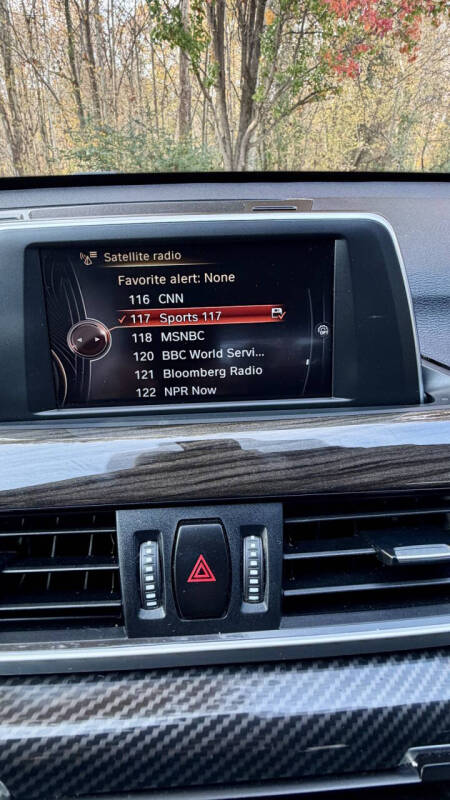 Satellite radio
Favorite alert: None
116 CNN
117 Sports 117
118 MSNBC
120 BBC World Servi...
121 Bloomberg Radio
122 NPR Now